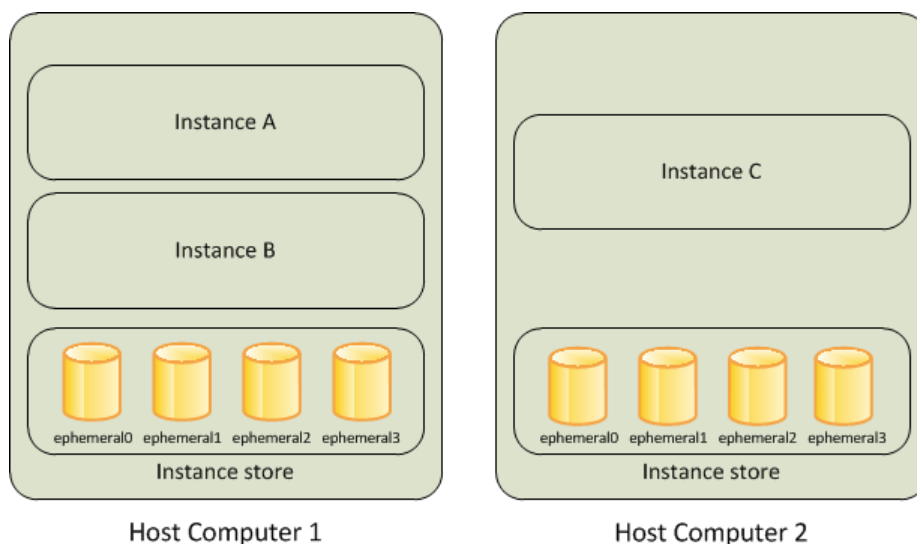 Instance A
Instance B
ephemeral0 ephemeral1 ephemeral2 ephemeral3
Instance store
Host Computer 1
Instance C
ephemeral0 ephemeral1 ephemeral2 ephemeral3
Instance store
Host Computer 2